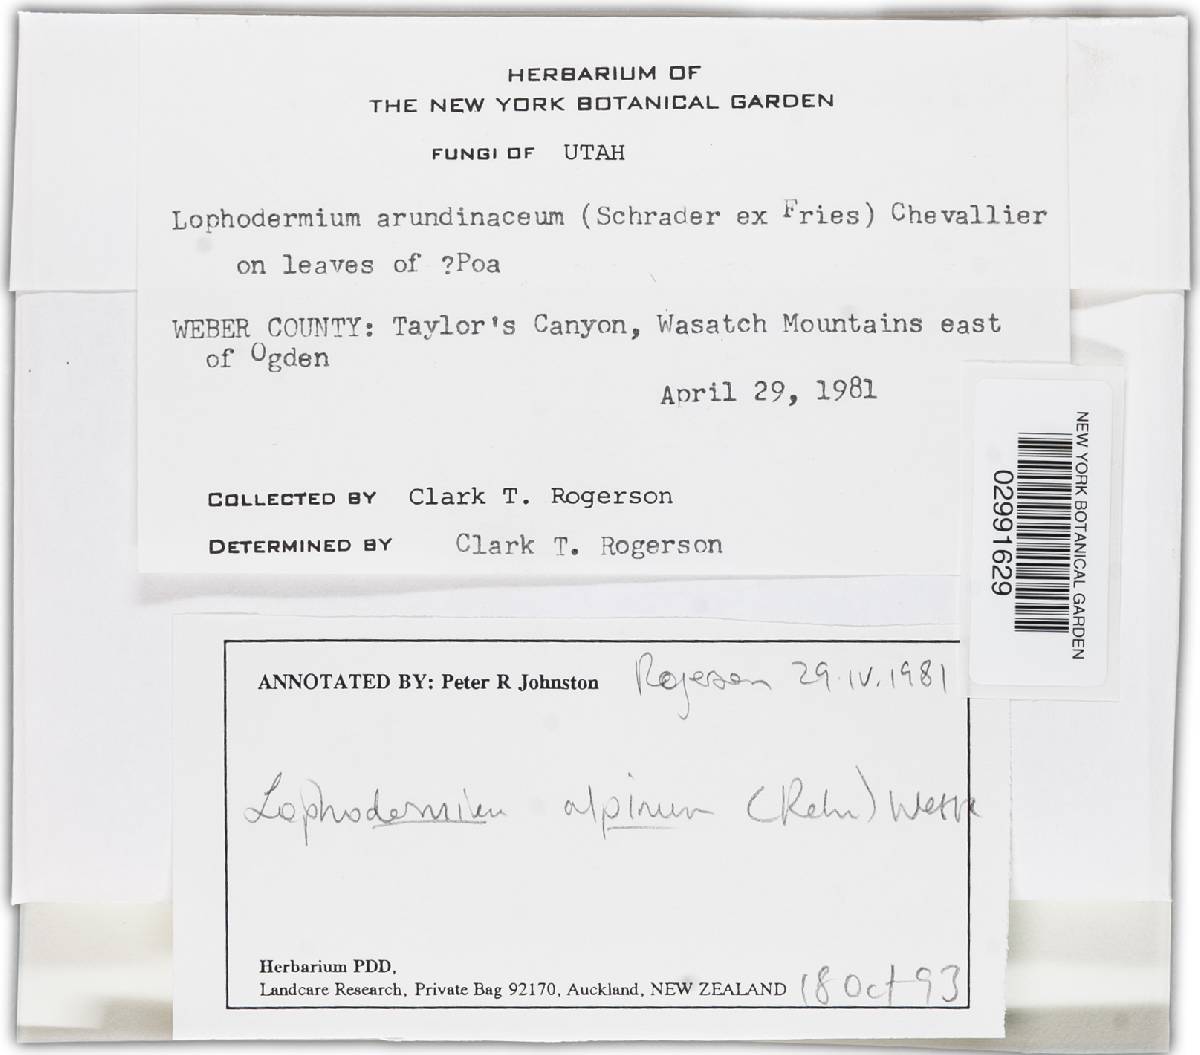 HERBARIUM OF
THE NEW YORK BOTANICAL GARDEN
FUNGI OF UTAH
Lophodermium arundinaceum (Schrader ex Fries) Chevallier
on leaves of ?Poa
WEBER COUNTY: Taylor's Canyon, Wasatch Mountains east
of Ogden
April 29, 1981
COLLECTED BY Clark T. Rogerson
DETERMINED BY Clark T. Rogerson
NEW YORK BOTANICAL GARDEN
02991629
ANNOTATED BY: Peter R Johnston Rogerson 29.IV.1981
Lophodermium alpinum (Rehm) Weese
Herbarium PDD,
Landcare Research, Private Bag 92170, Auckland, NEW ZEALAND 18 Oct 93